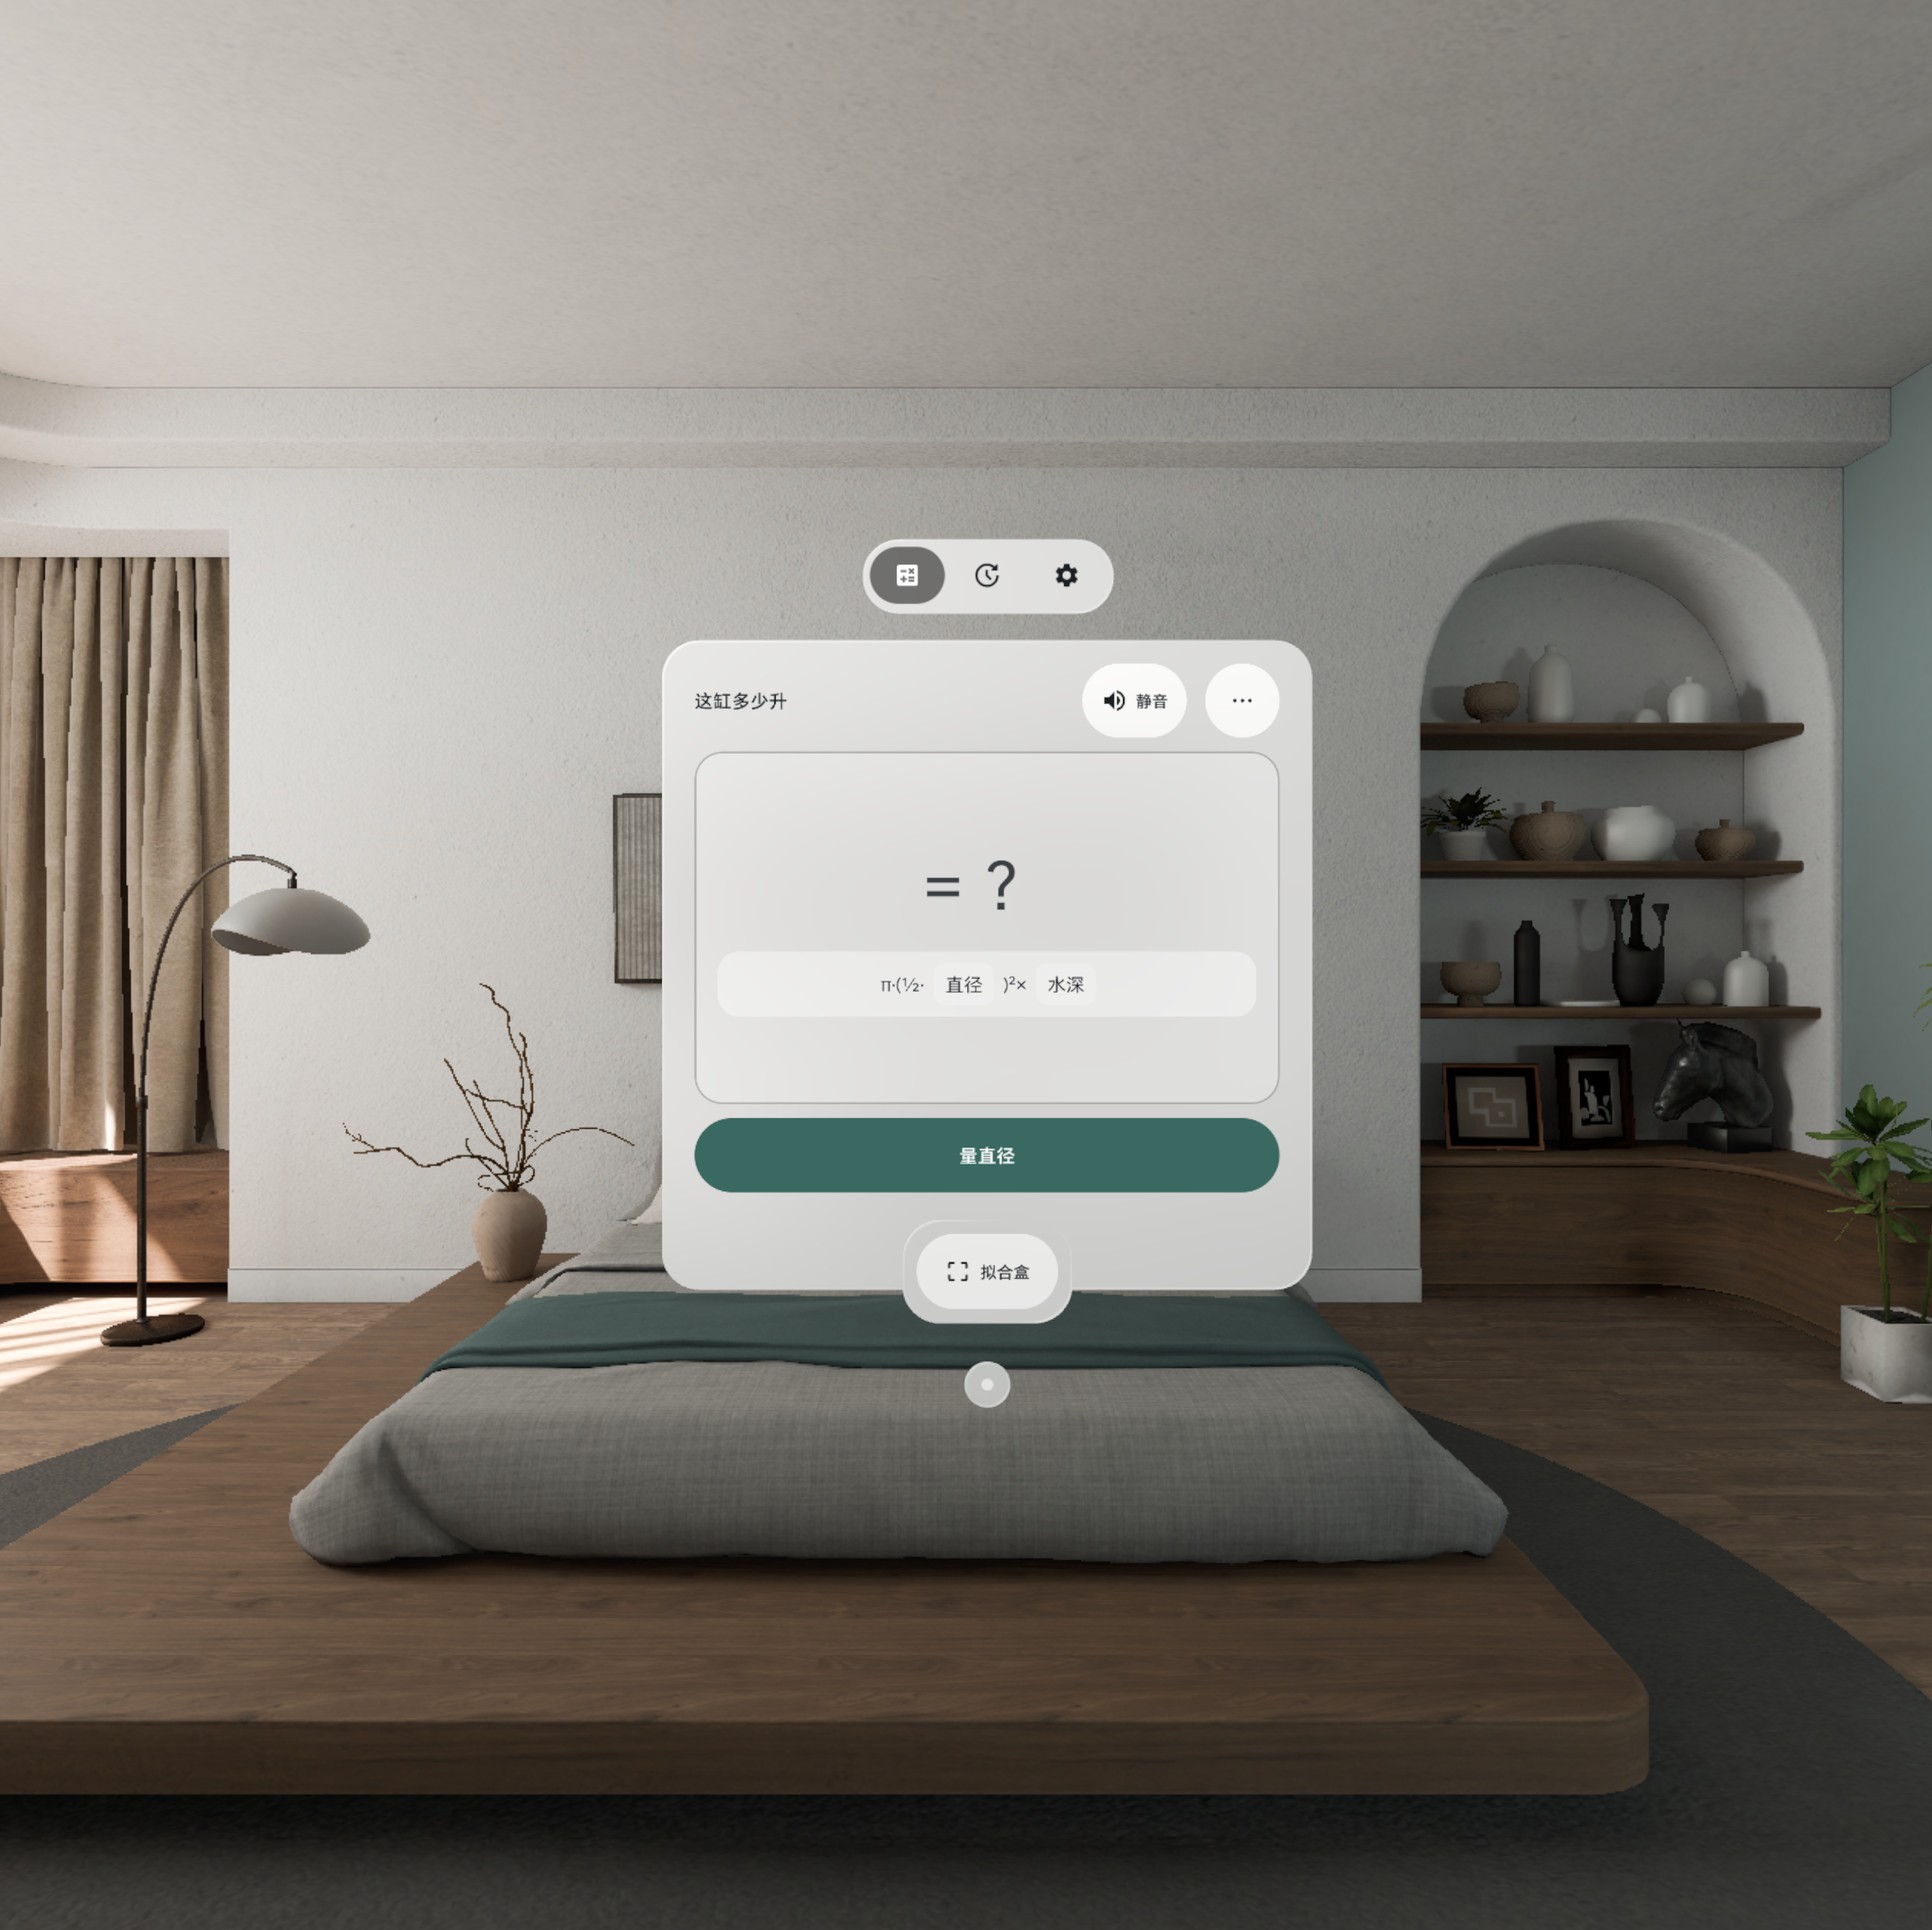 这缸多少升
静音
= ?
π·(½· 直径 )²× 水深
量直径
拟合盒